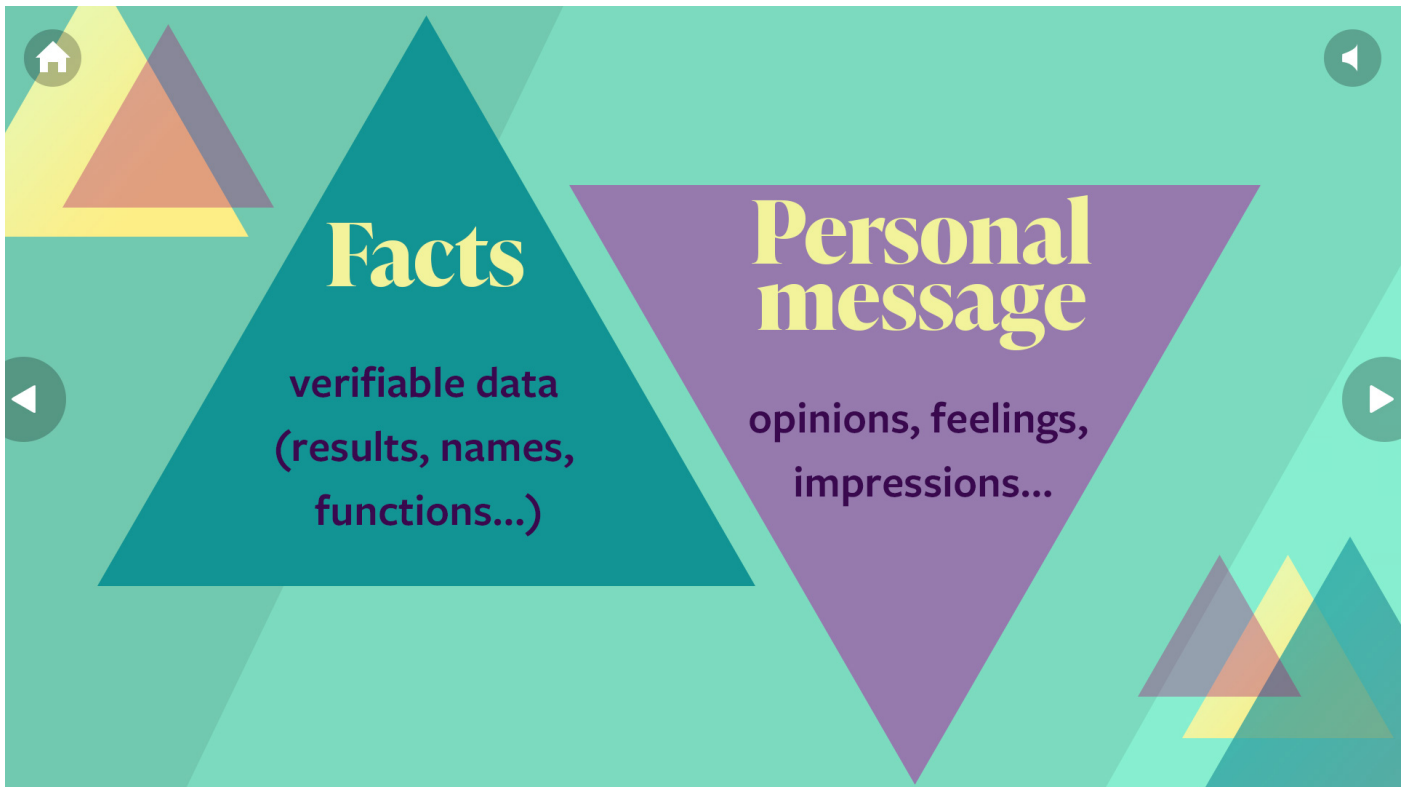 Facts
verifiable data
(results, names,
functions...)
Personal
message
opinions, feelings,
impressions...